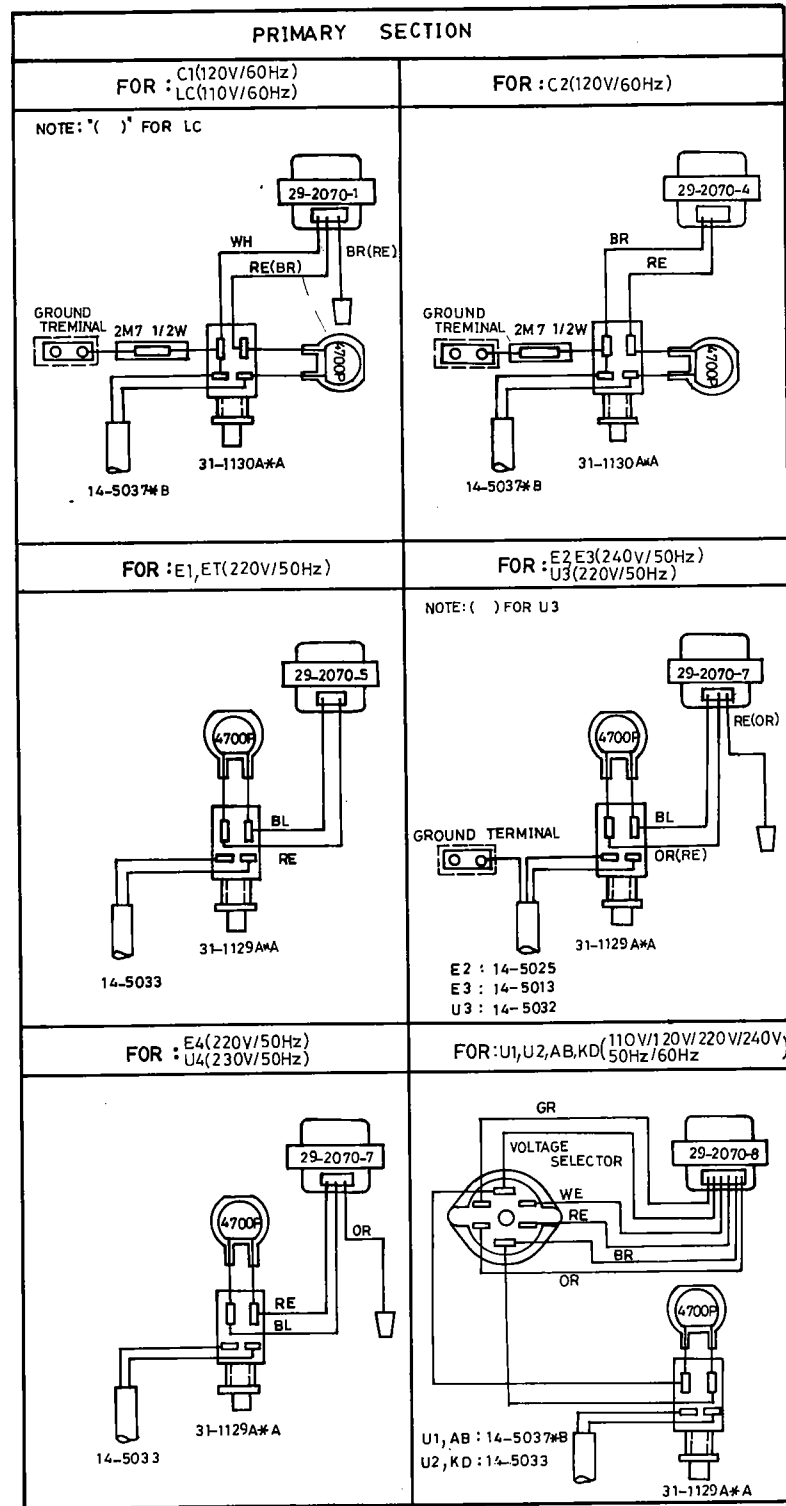 PRIMARY SECTION
FOR : C1(120V/60Hz)
LC(110V/60Hz)
NOTE: "( )" FOR LC
29-2070-1
WH
BR(RE)
RE(BR)
GROUND
TREMINAL
2M7 1/2W
4700P
31-1130A*A
14-5037*B
FOR : C2(120V/60Hz)
29-2070-4
BR
RE
GROUND
TREMINAL
2M7 1/2W
4700P
31-1130A*A
14-5037*B
FOR : E1,ET(220V/50Hz)
29-2070-5
4700P
BL
RE
31-1129A*A
14-5033
FOR : E2 E3(240V/50Hz)
U3(220V/50Hz)
NOTE:( ) FOR U3
29-2070-7
RE(OR)
4700P
BL
GROUND TERMINAL
OR(RE)
31-1129A*A
E2 : 14-5025
E3 : 14-5013
U3 : 14-5032
FOR : E4(220V/50Hz)
U4(230V/50Hz)
29-2070-7
4700P
OR
RE
BL
31-1129A*A
14-5033
FOR:U1,U2,AB,KD(110V/120V/220V/240V
50Hz/60Hz)
GR
VOLTAGE
SELECTOR
29-2070-8
WE
RE
BR
OR
4700P
U1, AB : 14-5037*B
U2, KD : 14-5033
31-1129A*A